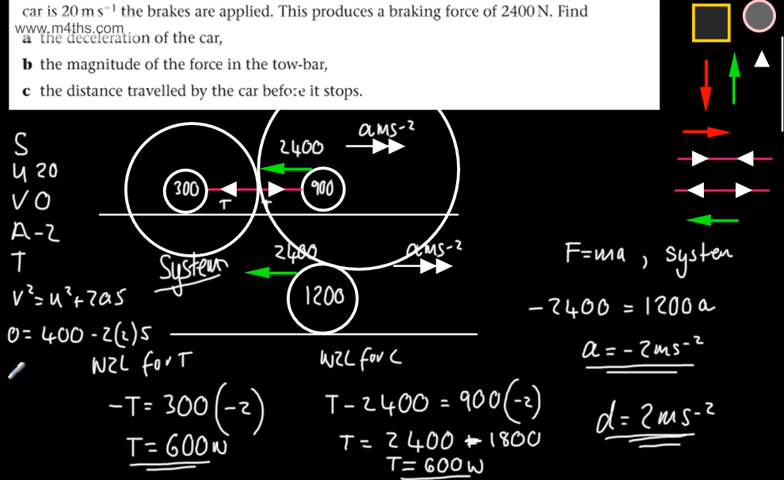 car is 20 m s⁻¹ the brakes are applied. This produces a braking force of 2400 N. Find
www.m4ths.com
a the deceleration of the car,
b the magnitude of the force in the tow-bar,
c the distance travelled by the car before it stops.
S
u 20
V 0
A -2
T
2400
a ms-2
300
T
T
900
System
2400
a ms-2
1200
V² = u² + 2as
0 = 400 - 2(2)s
N2L for T
-T = 300(-2)
T = 600N
N2L for C
T - 2400 = 900(-2)
T = 2400 - 1800
T = 600N
F = ma , system
-2400 = 1200a
a = -2ms-2
d = 2ms-2